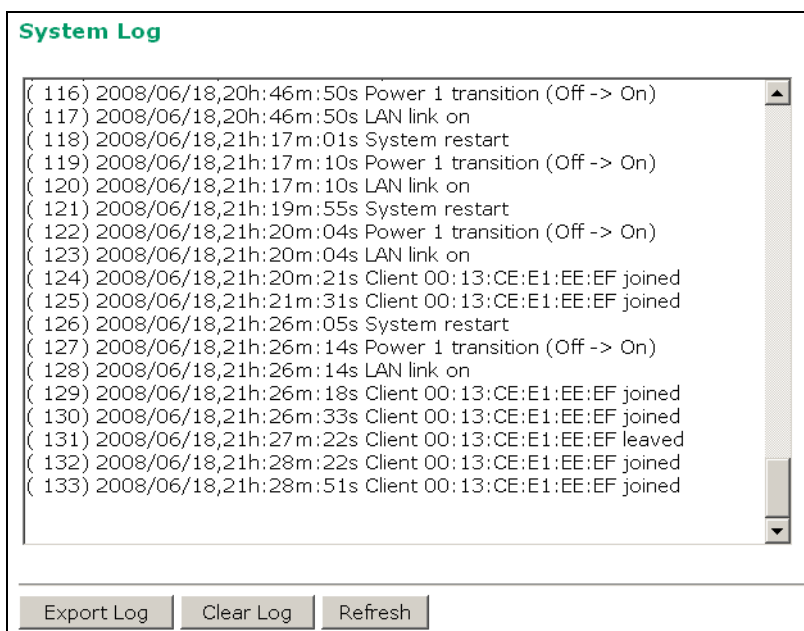 System Log
( 116) 2008/06/18,20h:46m:50s Power 1 transition (Off -> On)
( 117) 2008/06/18,20h:46m:50s LAN link on
( 118) 2008/06/18,21h:17m:01s System restart
( 119) 2008/06/18,21h:17m:10s Power 1 transition (Off -> On)
( 120) 2008/06/18,21h:17m:10s LAN link on
( 121) 2008/06/18,21h:19m:55s System restart
( 122) 2008/06/18,21h:20m:04s Power 1 transition (Off -> On)
( 123) 2008/06/18,21h:20m:04s LAN link on
( 124) 2008/06/18,21h:20m:21s Client 00:13:CE:E1:EE:EF joined
( 125) 2008/06/18,21h:21m:31s Client 00:13:CE:E1:EE:EF joined
( 126) 2008/06/18,21h:26m:05s System restart
( 127) 2008/06/18,21h:26m:14s Power 1 transition (Off -> On)
( 128) 2008/06/18,21h:26m:14s LAN link on
( 129) 2008/06/18,21h:26m:18s Client 00:13:CE:E1:EE:EF joined
( 130) 2008/06/18,21h:26m:33s Client 00:13:CE:E1:EE:EF joined
( 131) 2008/06/18,21h:27m:22s Client 00:13:CE:E1:EE:EF leaved
( 132) 2008/06/18,21h:28m:22s Client 00:13:CE:E1:EE:EF joined
( 133) 2008/06/18,21h:28m:51s Client 00:13:CE:E1:EE:EF joined
Export Log Clear Log Refresh